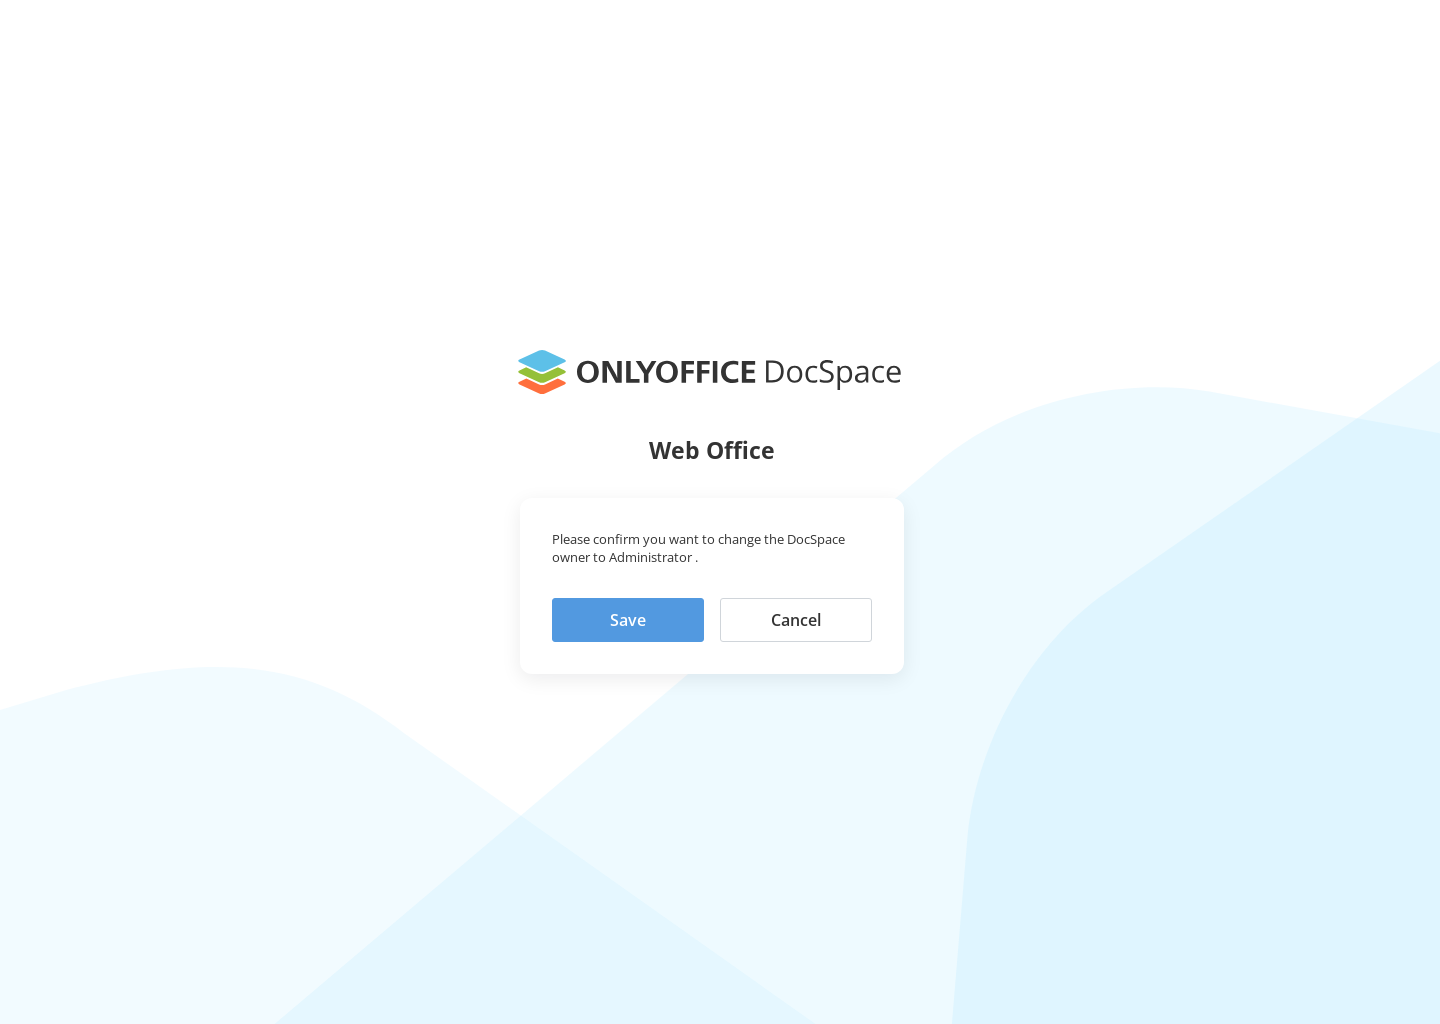 ONLYOFFICE DocSpace
Web Office
Please confirm you want to change the DocSpace
owner to Administrator .
Save
Cancel